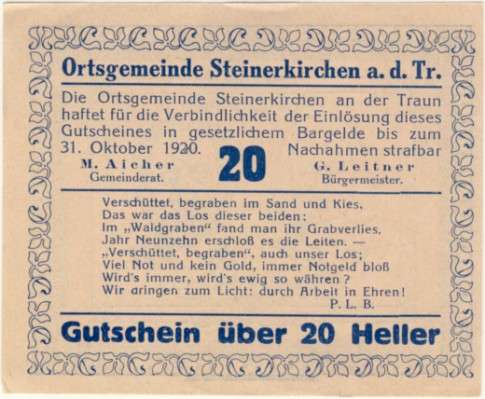 Ortsgemeinde Steinerkirchen a. d. Tr.
Die Ortsgemeinde Steinerkirchen an der Traun
haftet für die Verbindlichkeit der Einlösung dieses
Gutscheines in gesetzlichem Bargelde bis zum
31. Oktober 1920. 20 Nachahmen strafbar
M. Aicher G. Leitner
Gemeinderat. Bürgermeister.
Verschüttet, begraben im Sand und Kies,
Das war das Los dieser beiden:
Im „Waldgraben" fand man ihr Grabverlies,
Jahr Neunzehn erschloß es die Leiten. —
„Verschüttet, begraben", auch unser Los;
Viel Not und kein Gold, immer Notgeld bloß
Wird's immer, wird's ewig so währen?
Wir aringen zum Licht: durch Arbeit in Ehren!
P. L. B.
Gutschein über 20 Heller